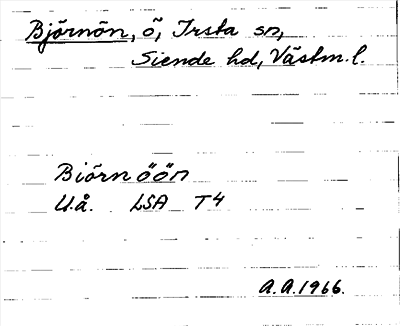 Björnön, ö, Irsta sn,
Siende hd, Västm. l.
Biörnöön
U.å. LSA T4
A.A.1966.